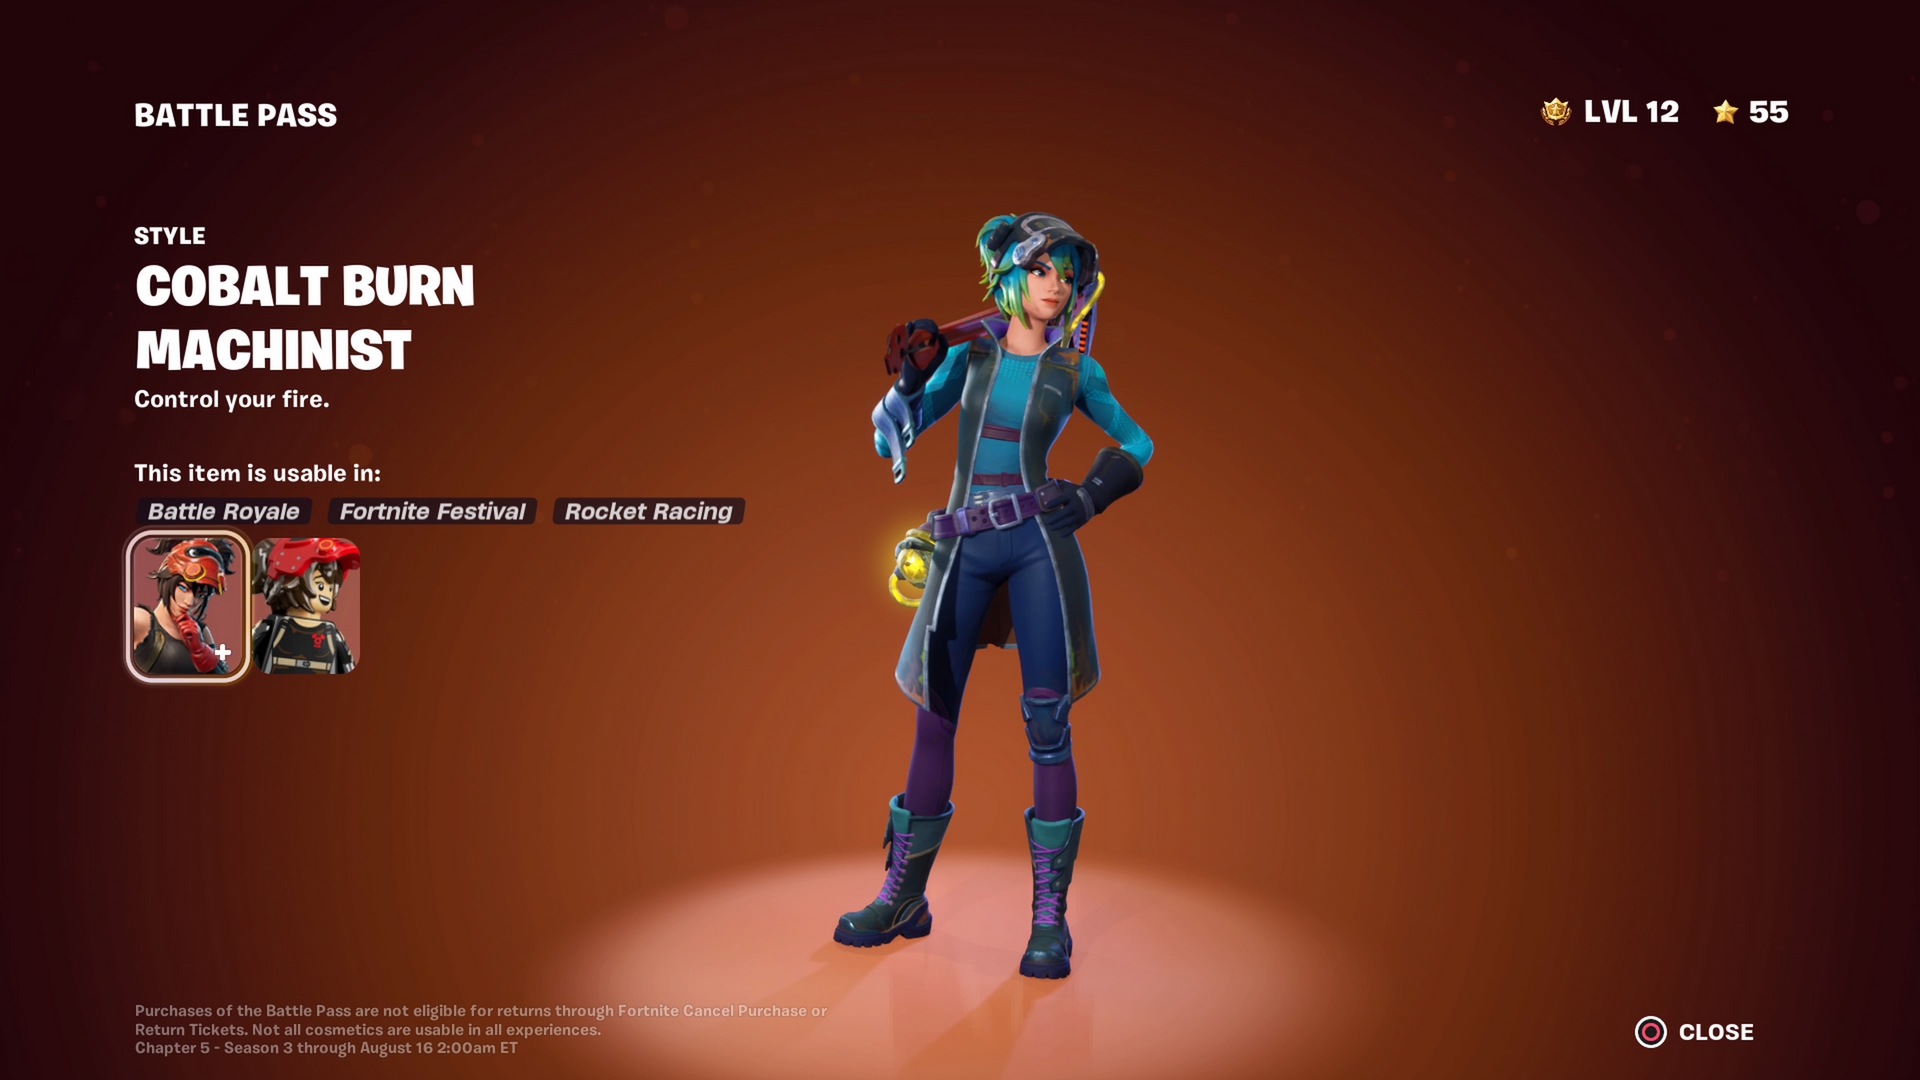 BATTLE PASS
LVL 12
55
STYLE
COBALT BURN
MACHINIST
Control your fire.
This item is usable in:
Battle Royale
Fortnite Festival
Rocket Racing
Purchases of the Battle Pass are not eligible for returns through Fortnite Cancel Purchase or
Return Tickets. Not all cosmetics are usable in all experiences.
Chapter 5 - Season 3 through August 16 2:00am ET
CLOSE